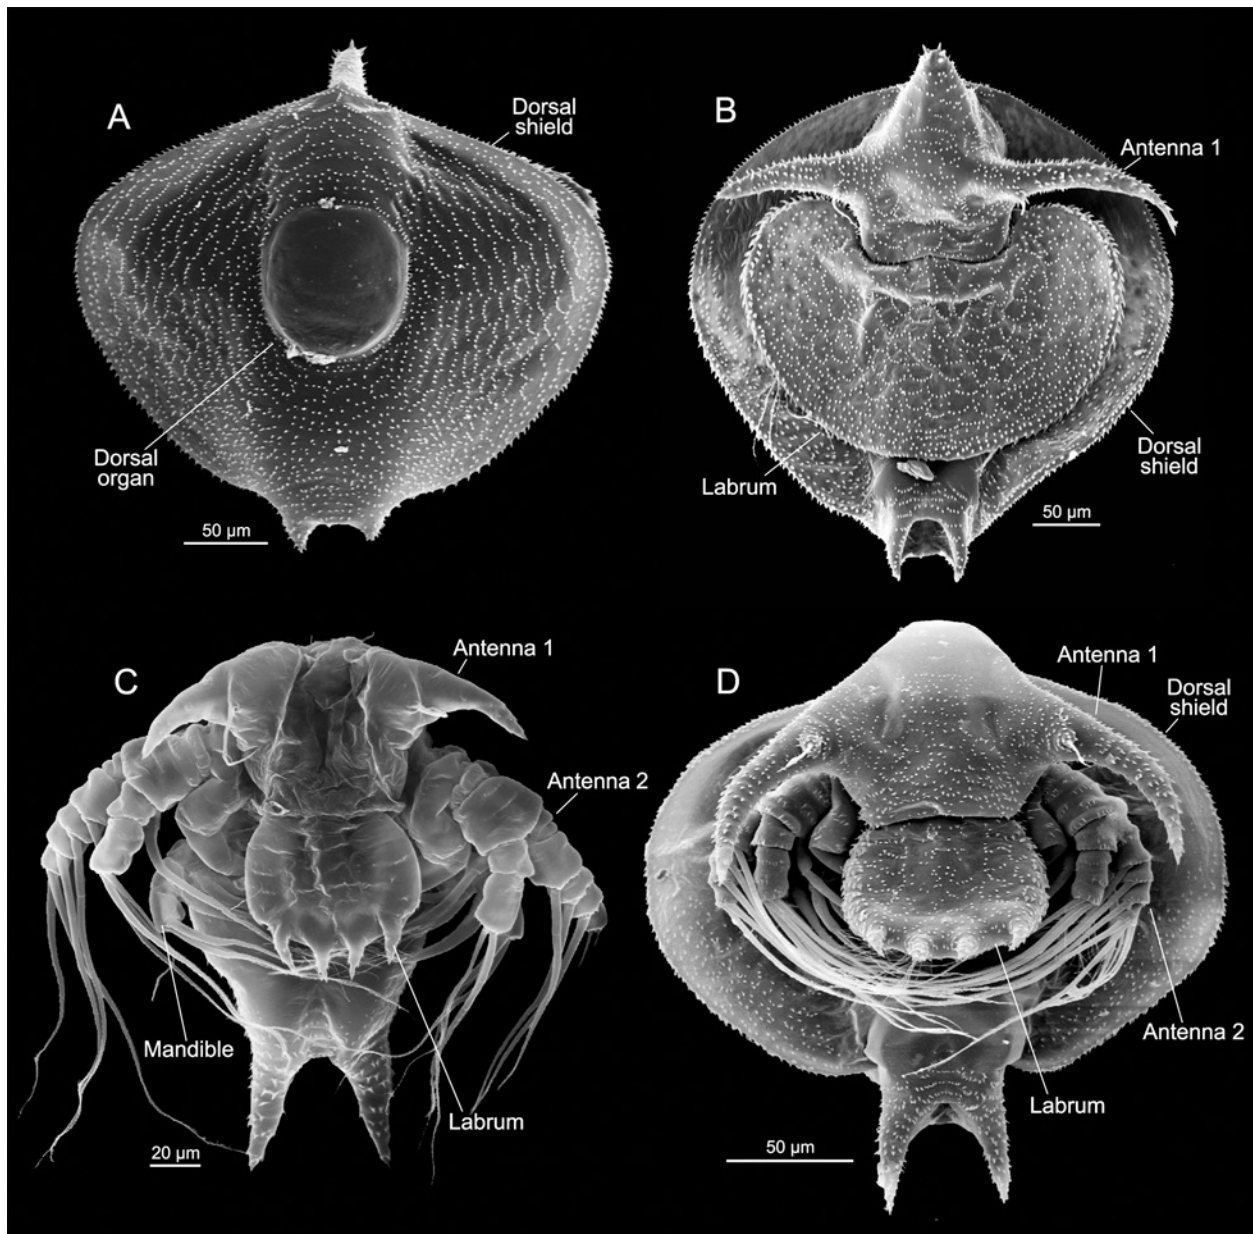 A
Dorsal
shield
Dorsal
organ
50 µm
B
Antenna 1
Labrum
Dorsal
shield
50 µm
C
Antenna 1
Antenna 2
Mandible
Labrum
20 µm
D
Antenna 1
Dorsal
shield
Antenna 2
Labrum
50 µm